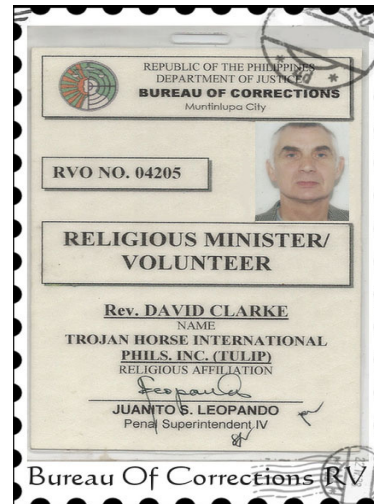 REPUBLIC OF THE PHILIPPINES
DEPARTMENT OF JUSTICE
BUREAU OF CORRECTIONS
Muntinlupa City
RVO NO. 04205
RELIGIOUS MINISTER/
VOLUNTEER
Rev. DAVID CLARKE
NAME
TROJAN HORSE INTERNATIONAL
PHILS. INC. (TULIP)
RELIGIOUS AFFILIATION
JUANITO S. LEOPANDO
Penal Superintendent IV
Bureau Of Corrections RV